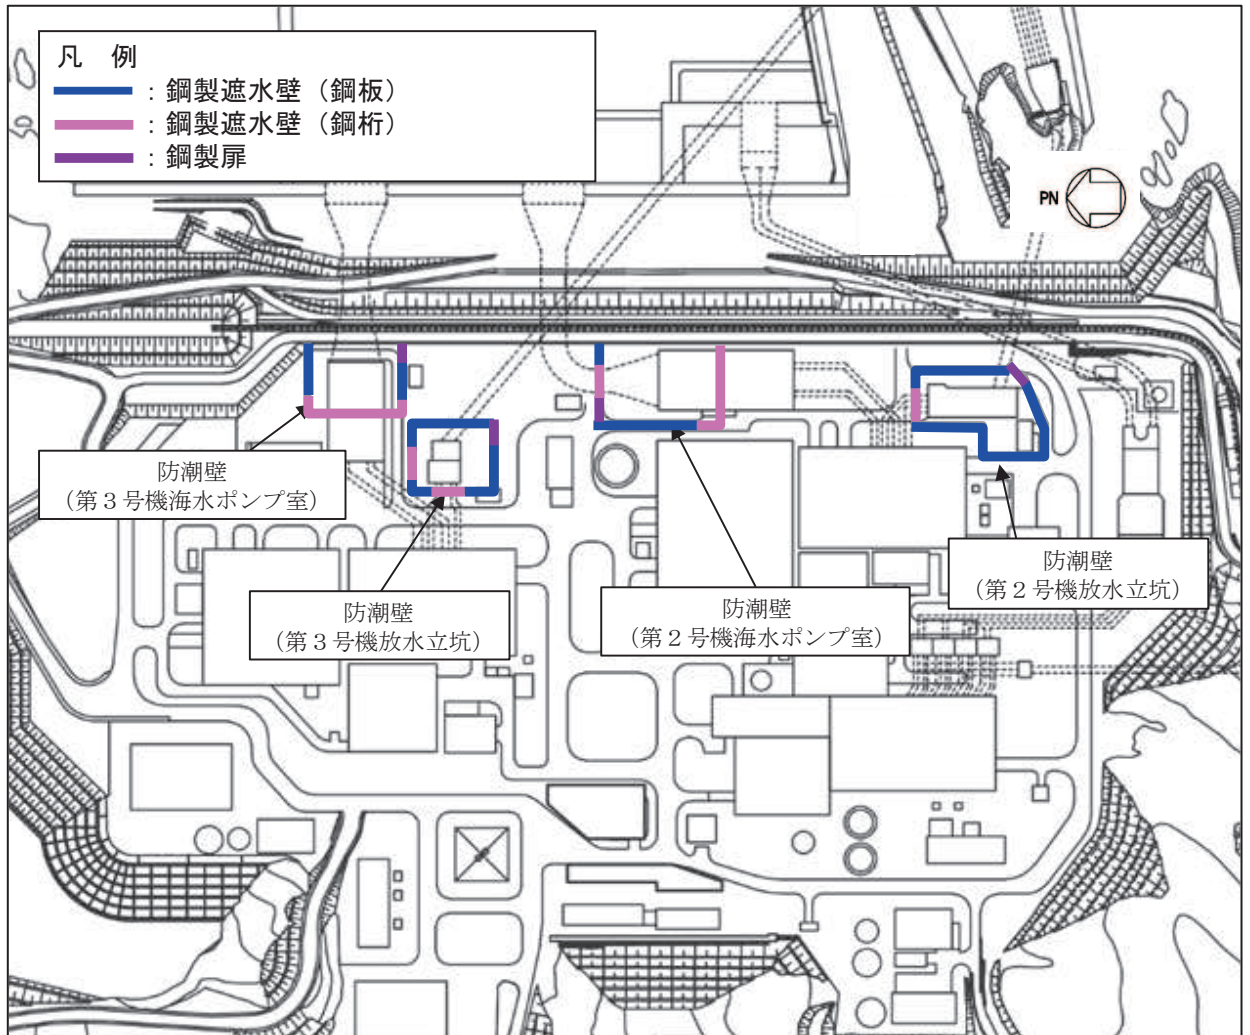 凡　例
：鋼製遮水壁（鋼板）
：鋼製遮水壁（鋼桁）
：鋼製扉
PN
防潮壁
（第３号機海水ポンプ室）
防潮壁
（第３号機放水立坑）
防潮壁
（第２号機海水ポンプ室）
防潮壁
（第２号機放水立坑）